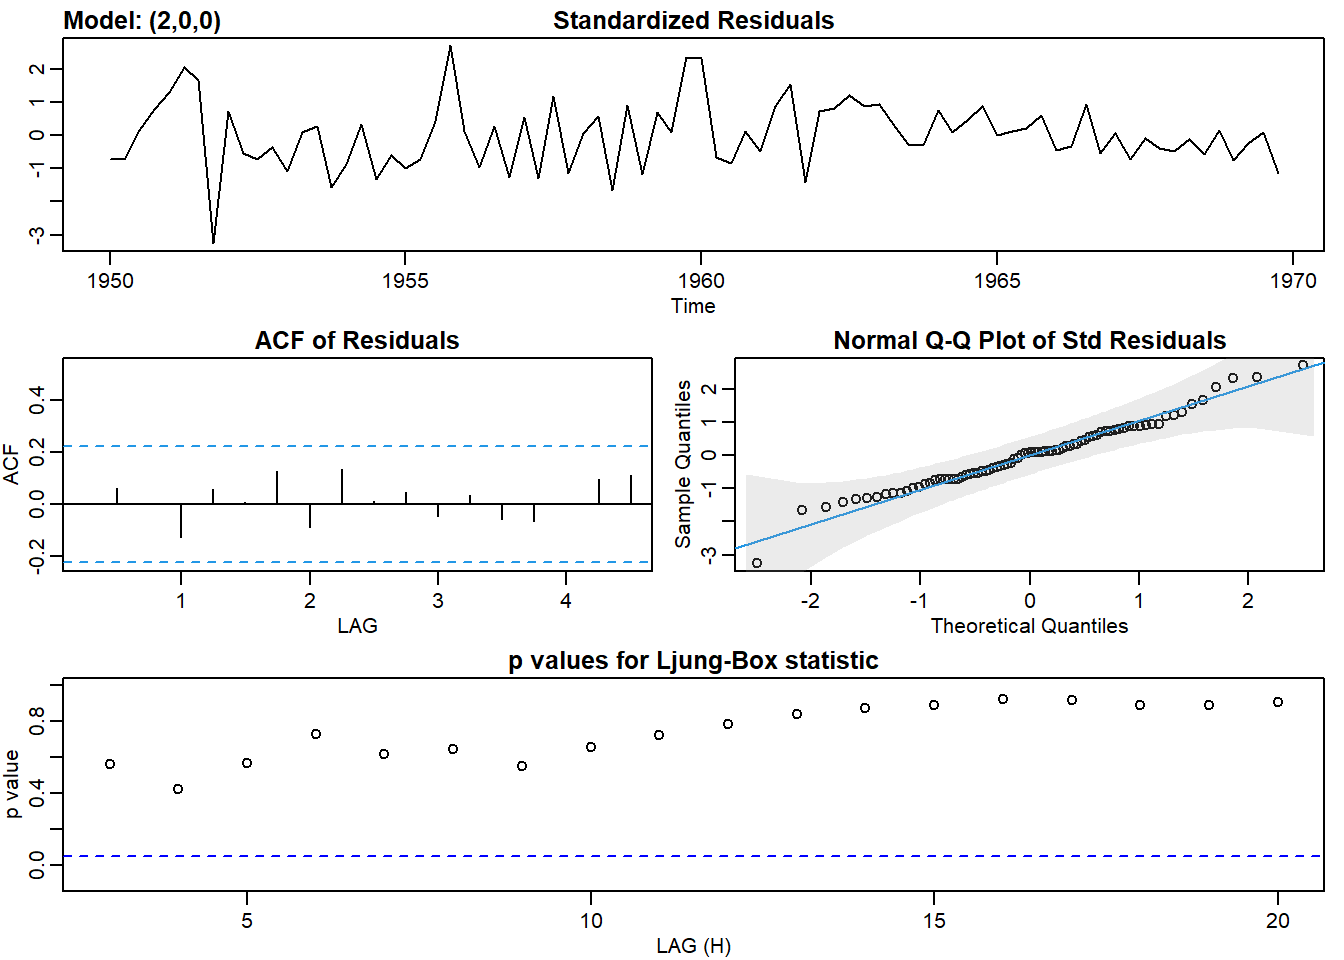 Model: (2,0,0) Standardized Residuals
2
1
0
-1
-3
1950 1955 1960 1965 1970
Time
ACF of Residuals
ACF
0.4
0.2
0.0
-0.2
1 2 3 4
LAG
Normal Q-Q Plot of Std Residuals
Sample Quantiles
2
1
0
-1
-3
-2 -1 0 1 2
Theoretical Quantiles
p values for Ljung-Box statistic
p value
0.8
0.4
0.0
5 10 15 20
LAG (H)